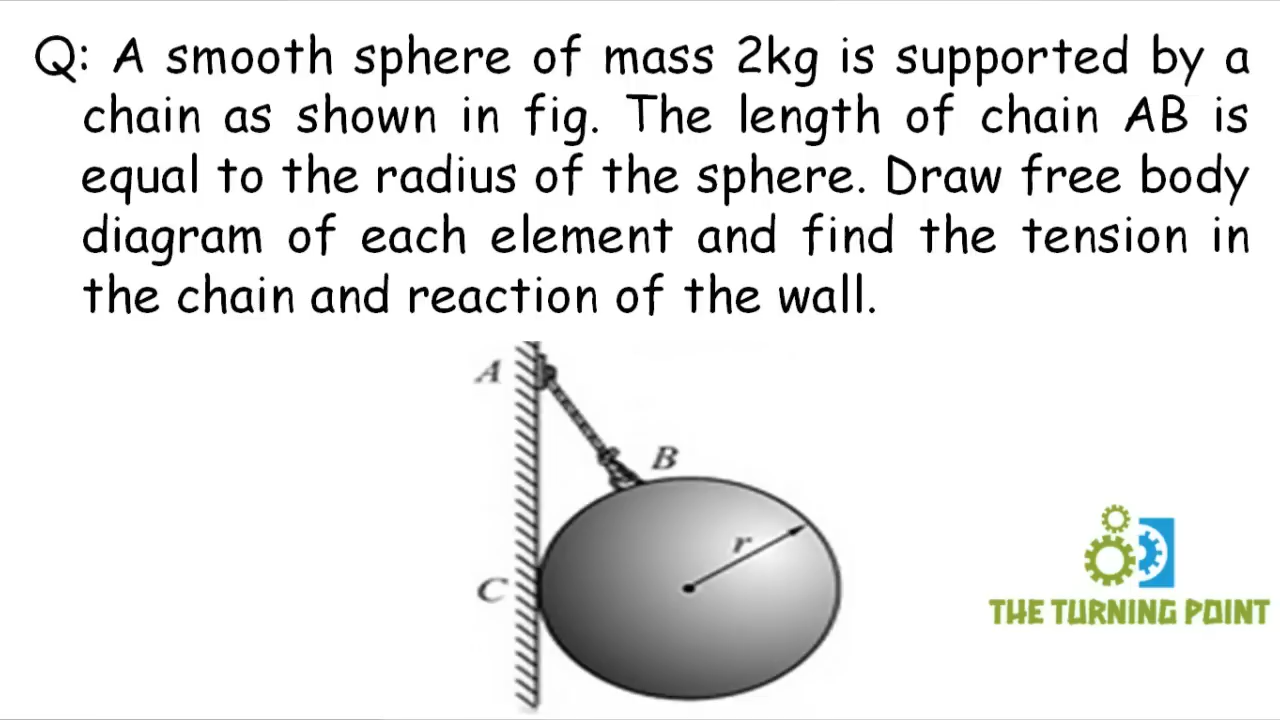 Q: A smooth sphere of mass 2kg is supported by a
chain as shown in fig. The length of chain AB is
equal to the radius of the sphere. Draw free body
diagram of each element and find the tension in
the chain and reaction of the wall.
A
B
r
C
THE TURNING POINT